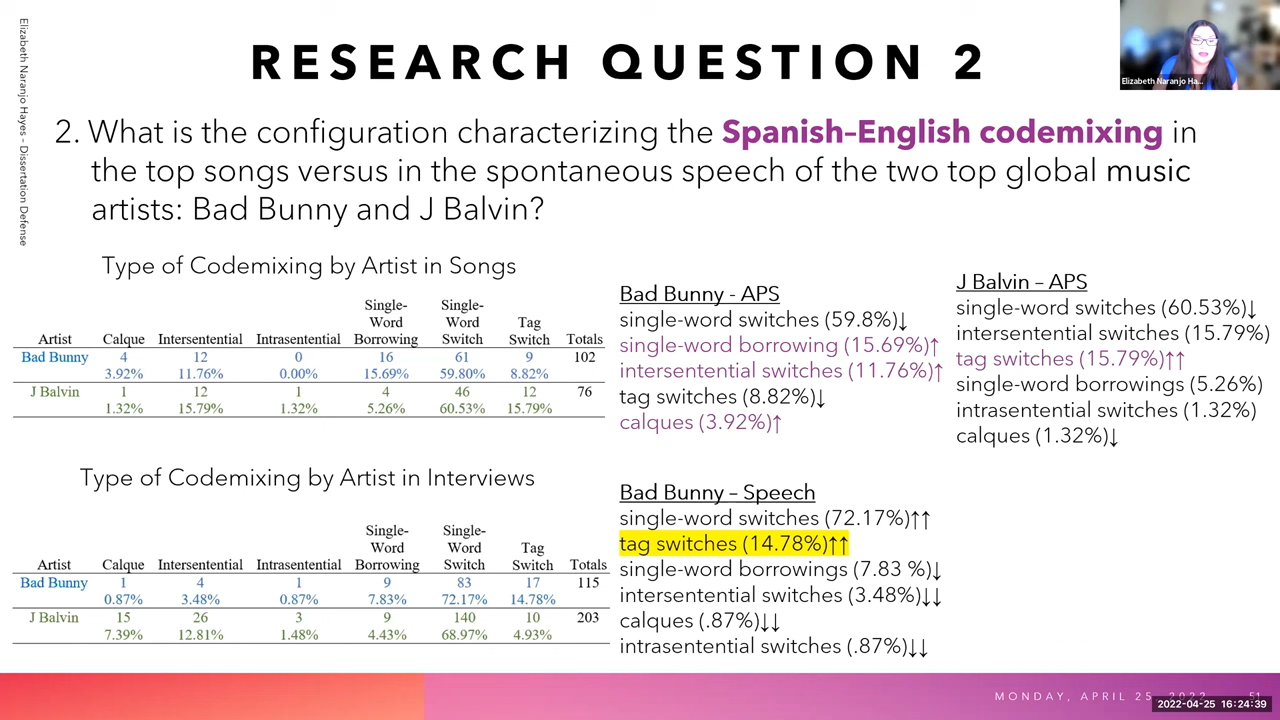 Elizabeth Naranjo Hayes – Dissertation Defense
RESEARCH QUESTION 2
Elizabeth Naranjo Ha...
2. What is the configuration characterizing the Spanish–English codemixing in
the top songs versus in the spontaneous speech of the two top global music
artists: Bad Bunny and J Balvin?
Type of Codemixing by Artist in Songs
Single-
Single-
Word
Word
Tag
Artist Calque Intersentential Intrasentential Borrowing Switch Switch Totals
Bad Bunny 4 12 0 16 61 9 102
3.92% 11.76% 0.00% 15.69% 59.80% 8.82%
J Balvin 1 12 1 4 46 12 76
1.32% 15.79% 1.32% 5.26% 60.53% 15.79%
Bad Bunny - APS
single-word switches (59.8%)↓
single-word borrowing (15.69%)↑
intersentential switches (11.76%)↑
tag switches (8.82%)↓
calques (3.92%)↑
J Balvin – APS
single-word switches (60.53%)↓
intersentential switches (15.79%)
tag switches (15.79%)↑↑
single-word borrowings (5.26%)
intrasentential switches (1.32%)
calques (1.32%)↓
Type of Codemixing by Artist in Interviews
Single-
Single-
Word
Word
Tag
Artist Calque Intersentential Intrasentential Borrowing Switch Switch Totals
Bad Bunny 1 4 1 9 83 17 115
0.87% 3.48% 0.87% 7.83% 72.17% 14.78%
J Balvin 15 26 3 9 140 10 203
7.39% 12.81% 1.48% 4.43% 68.97% 4.93%
Bad Bunny – Speech
single-word switches (72.17%)↑↑
tag switches (14.78%)↑↑
single-word borrowings (7.83 %)↓
intersentential switches (3.48%)↓↓
calques (.87%)↓↓
intrasentential switches (.87%)↓↓
MONDAY, APRIL 25, 2022 51
2022-04-25 16:24:39